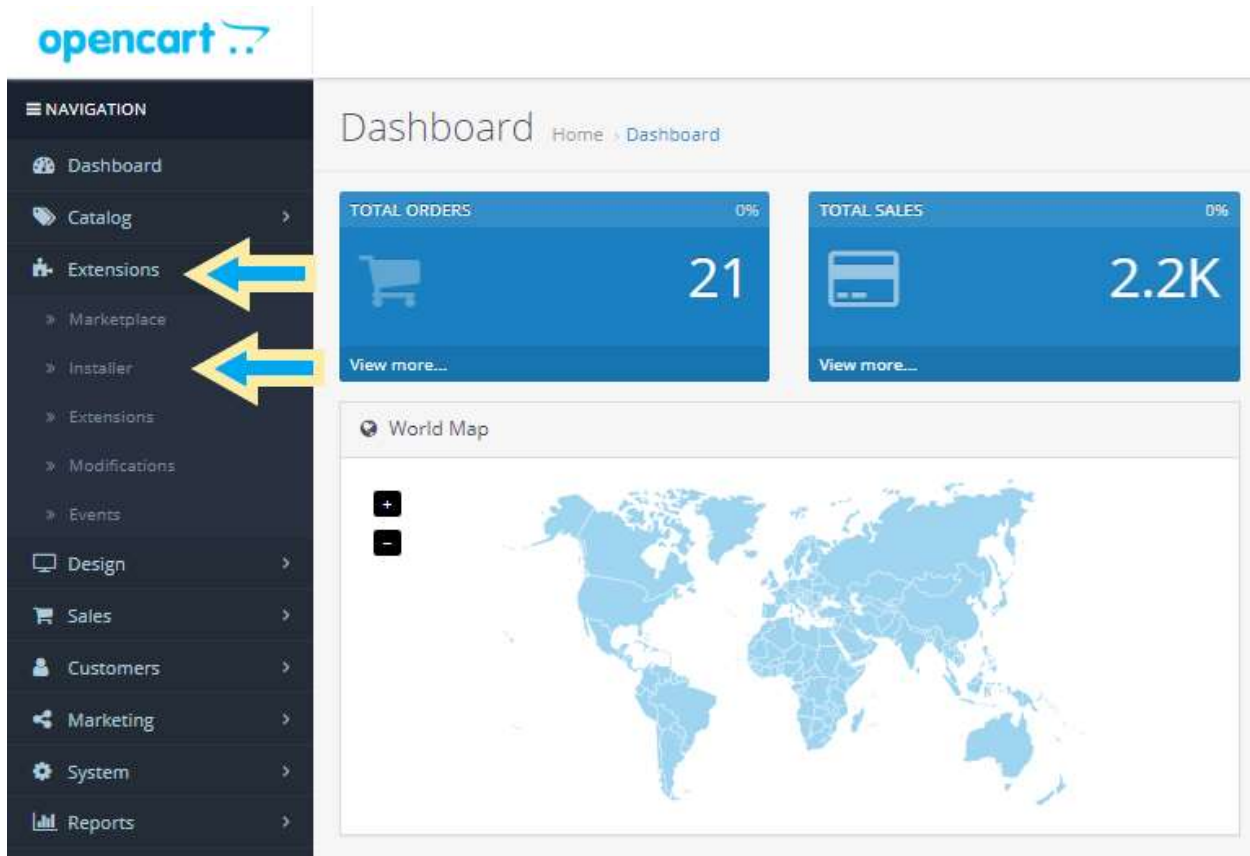 opencart
NAVIGATION
Dashboard
Catalog
Extensions
» Marketplace
» Installer
» Extensions
» Modifications
» Events
Design
Sales
Customers
Marketing
System
Reports
Dashboard Home › Dashboard
TOTAL ORDERS 0%
21
View more...
TOTAL SALES 0%
2.2K
View more...
World Map
+
-